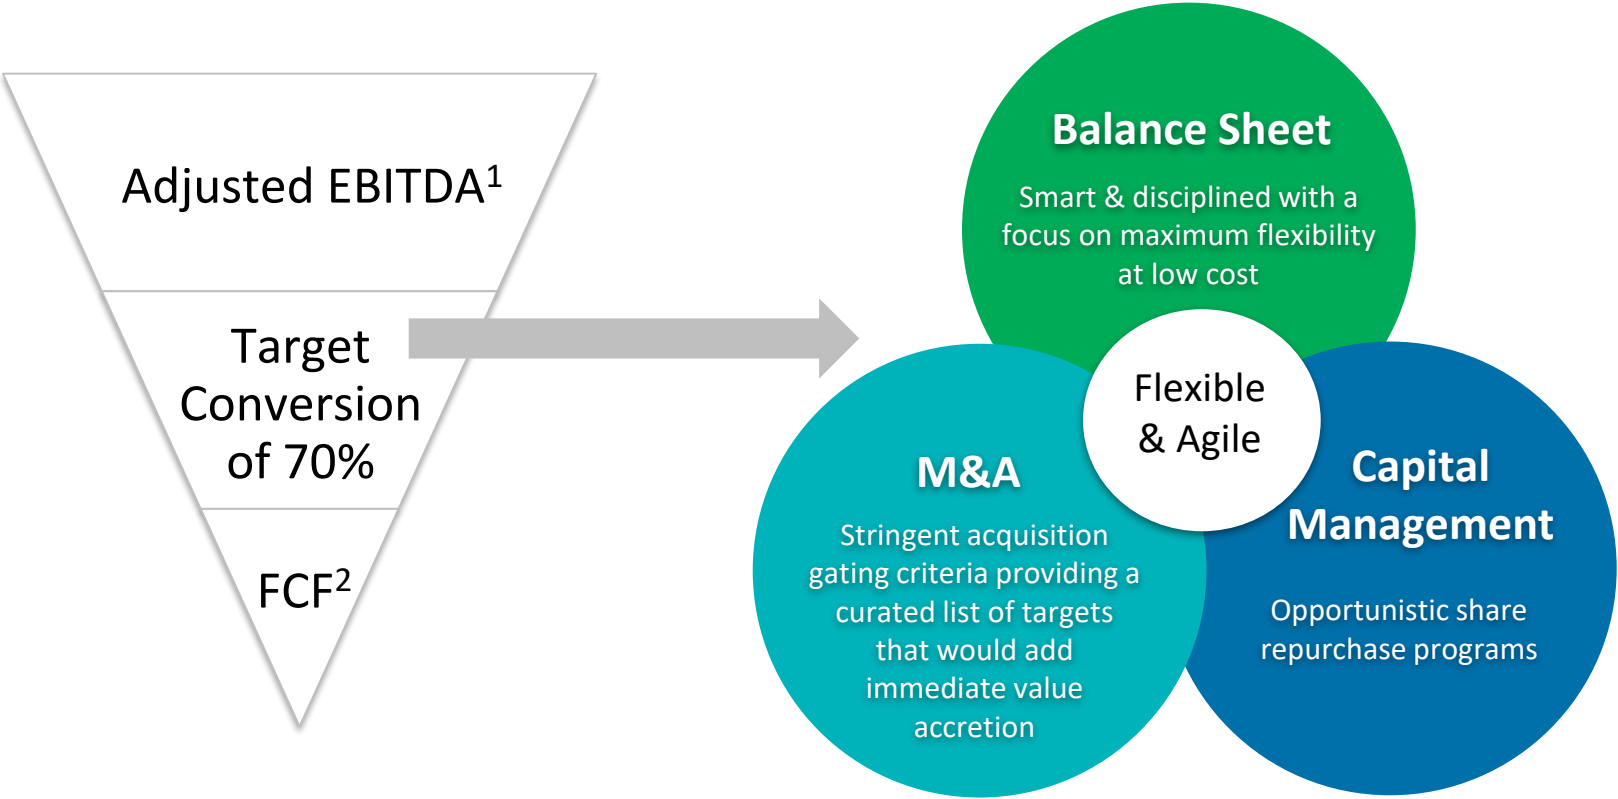 Adjusted EBITDA1
Target
Conversion
of 70%
FCF2
Balance Sheet
Smart & disciplined with a
focus on maximum flexibility
at low cost
Flexible
& Agile
M&A
Stringent acquisition
gating criteria providing a
curated list of targets
that would add
immediate value
accretion
Capital
Management
Opportunistic share
repurchase programs